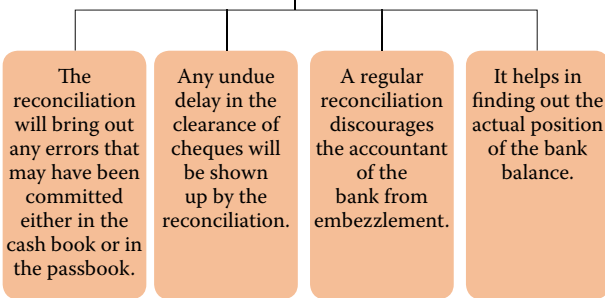 The
reconciliation
will bring out
any errors that
may have been
committed
either in the
cash book or in
the passbook.
Any undue
delay in the
clearance of
cheques will
be shown
up by the
reconciliation.
A regular
reconciliation
discourages
the accountant
of the
bank from
embezzlement.
It helps in
finding out the
actual position
of the bank
balance.